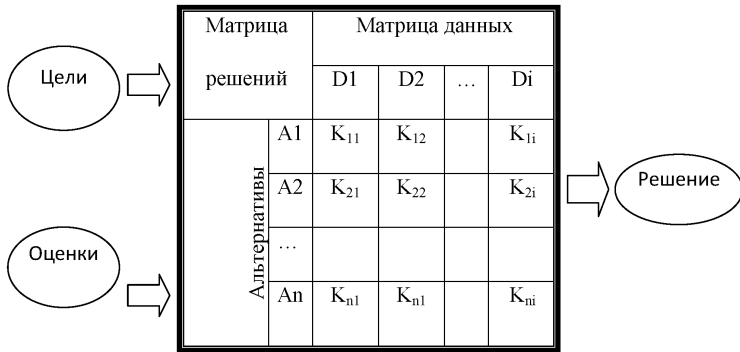 Цели
Оценки
Матрица
решений
Матрица данных
D1 D2 … Di
Альтернативы
A1 K₁₁ K₁₂ K₁ᵢ
A2 K₂₁ K₂₂ K₂ᵢ
…
An Kₙ₁ Kₙ₁ Kₙᵢ
Решение